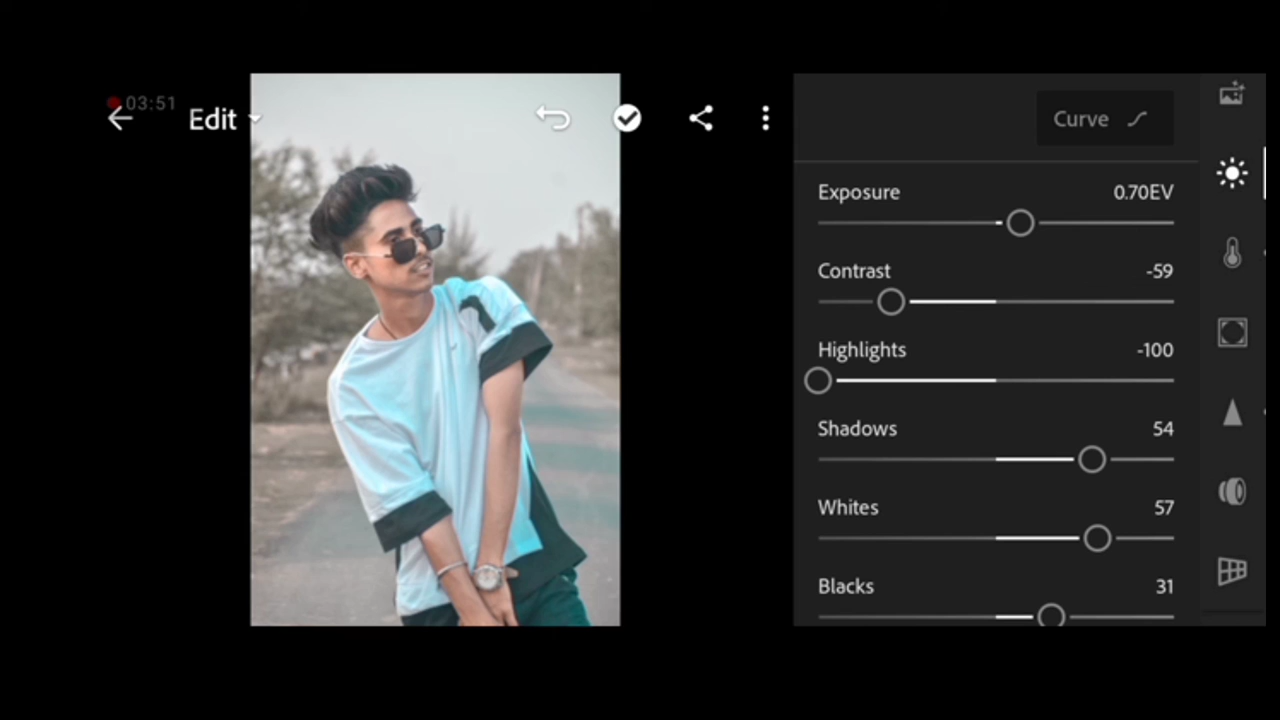 03:51
Edit
Curve
Exposure 0.70EV
Contrast -59
Highlights -100
Shadows 54
Whites 57
Blacks 31